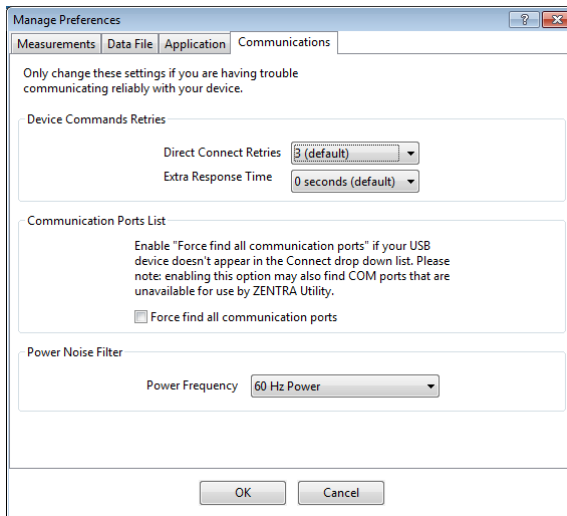 Manage Preferences
?
Measurements Data File Application Communications
Only change these settings if you are having trouble
communicating reliably with your device.
Device Commands Retries
Direct Connect Retries 3 (default)
Extra Response Time 0 seconds (default)
Communication Ports List
Enable "Force find all communication ports" if your USB
device doesn't appear in the Connect drop down list. Please
note: enabling this option may also find COM ports that are
unavailable for use by ZENTRA Utility.
Force find all communication ports
Power Noise Filter
Power Frequency 60 Hz Power
OK Cancel